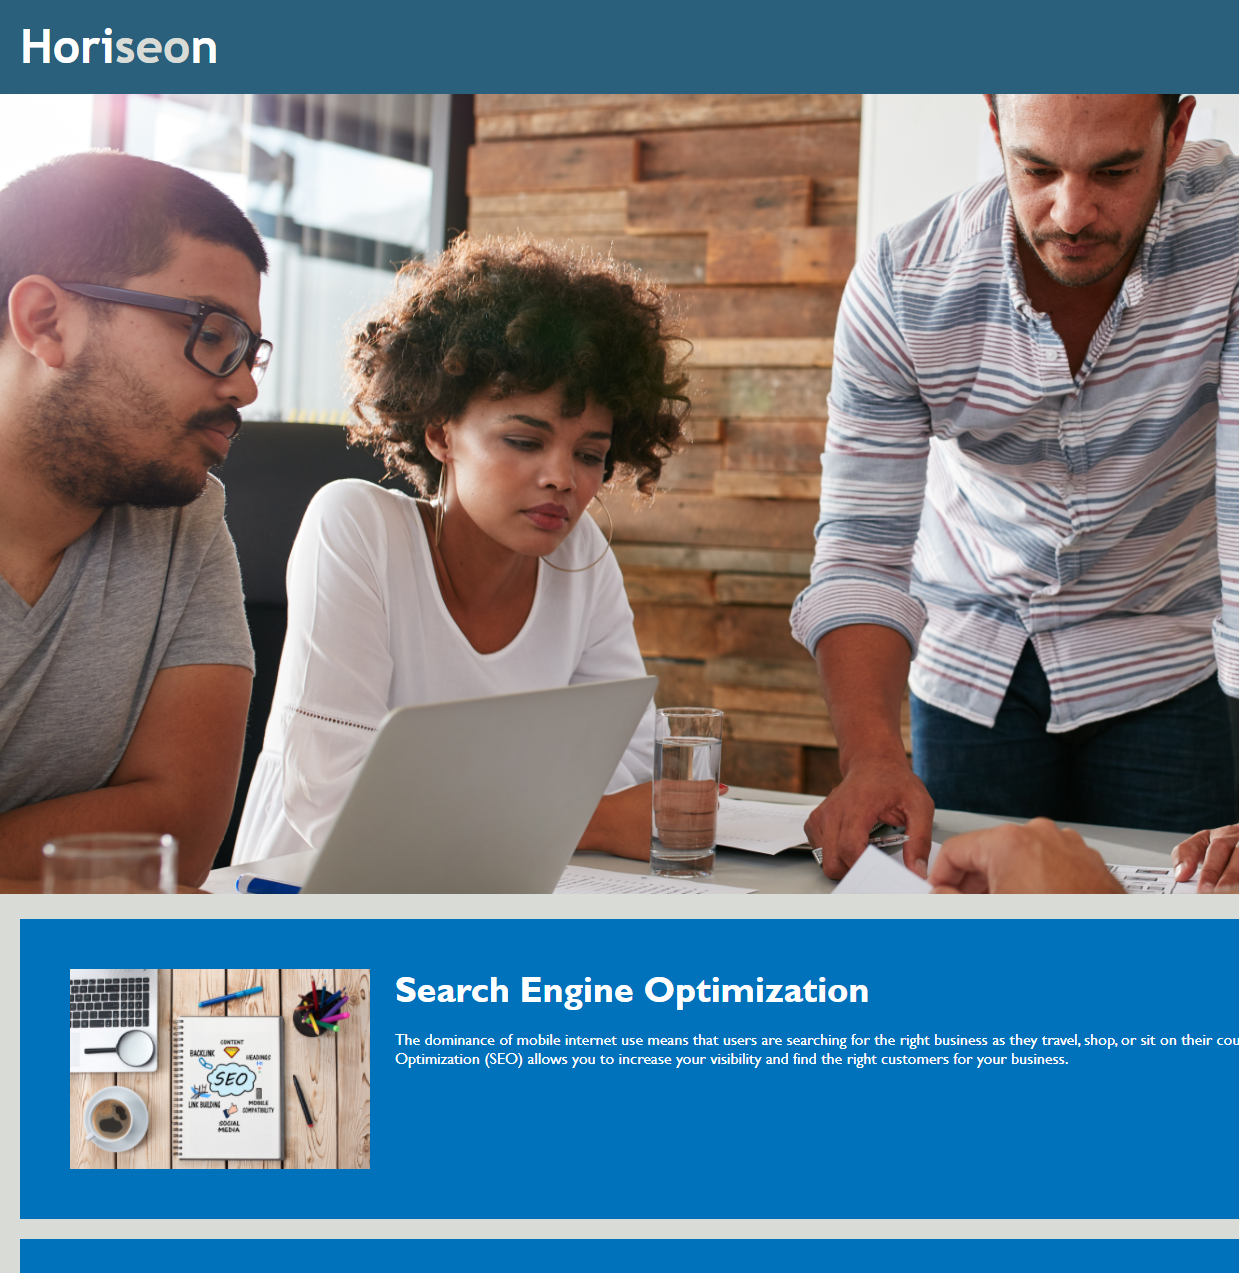 Horiseon
Search Engine Optimization
The dominance of mobile internet use means that users are searching for the right business as they travel, shop, or sit on their cou
Optimization (SEO) allows you to increase your visibility and find the right customers for your business.
CONTENT
BACKLINK
HEADINGS
SEO
LINK BUILDING
MOBILE
COMPATIBILITY
SOCIAL
MEDIA